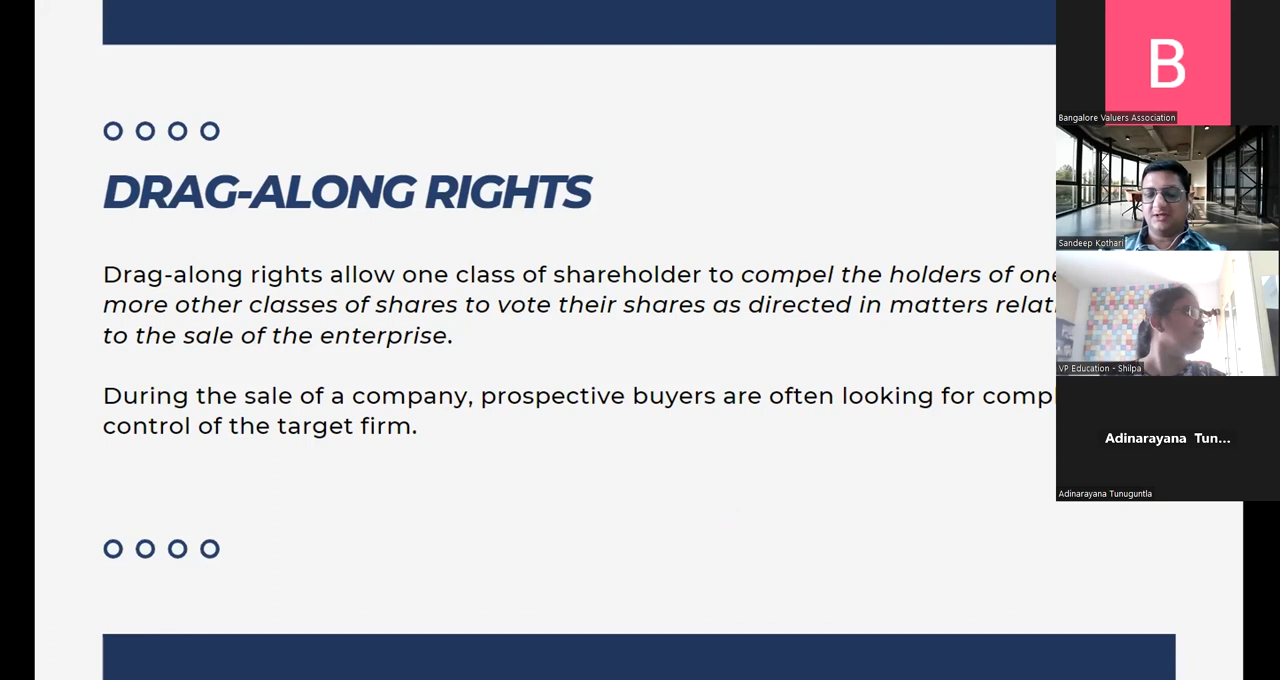 DRAG-ALONG RIGHTS
Drag-along rights allow one class of shareholder to compel the holders of one
more other classes of shares to vote their shares as directed in matters
to the sale of the enterprise.
During the sale of a company, prospective buyers are often looking for
control of the target firm.
B
Bangalore Valuers Association
Sandeep Kothari
VP Education - Shilpa
Adinarayana Tun...
Adinarayana Tunuguntla